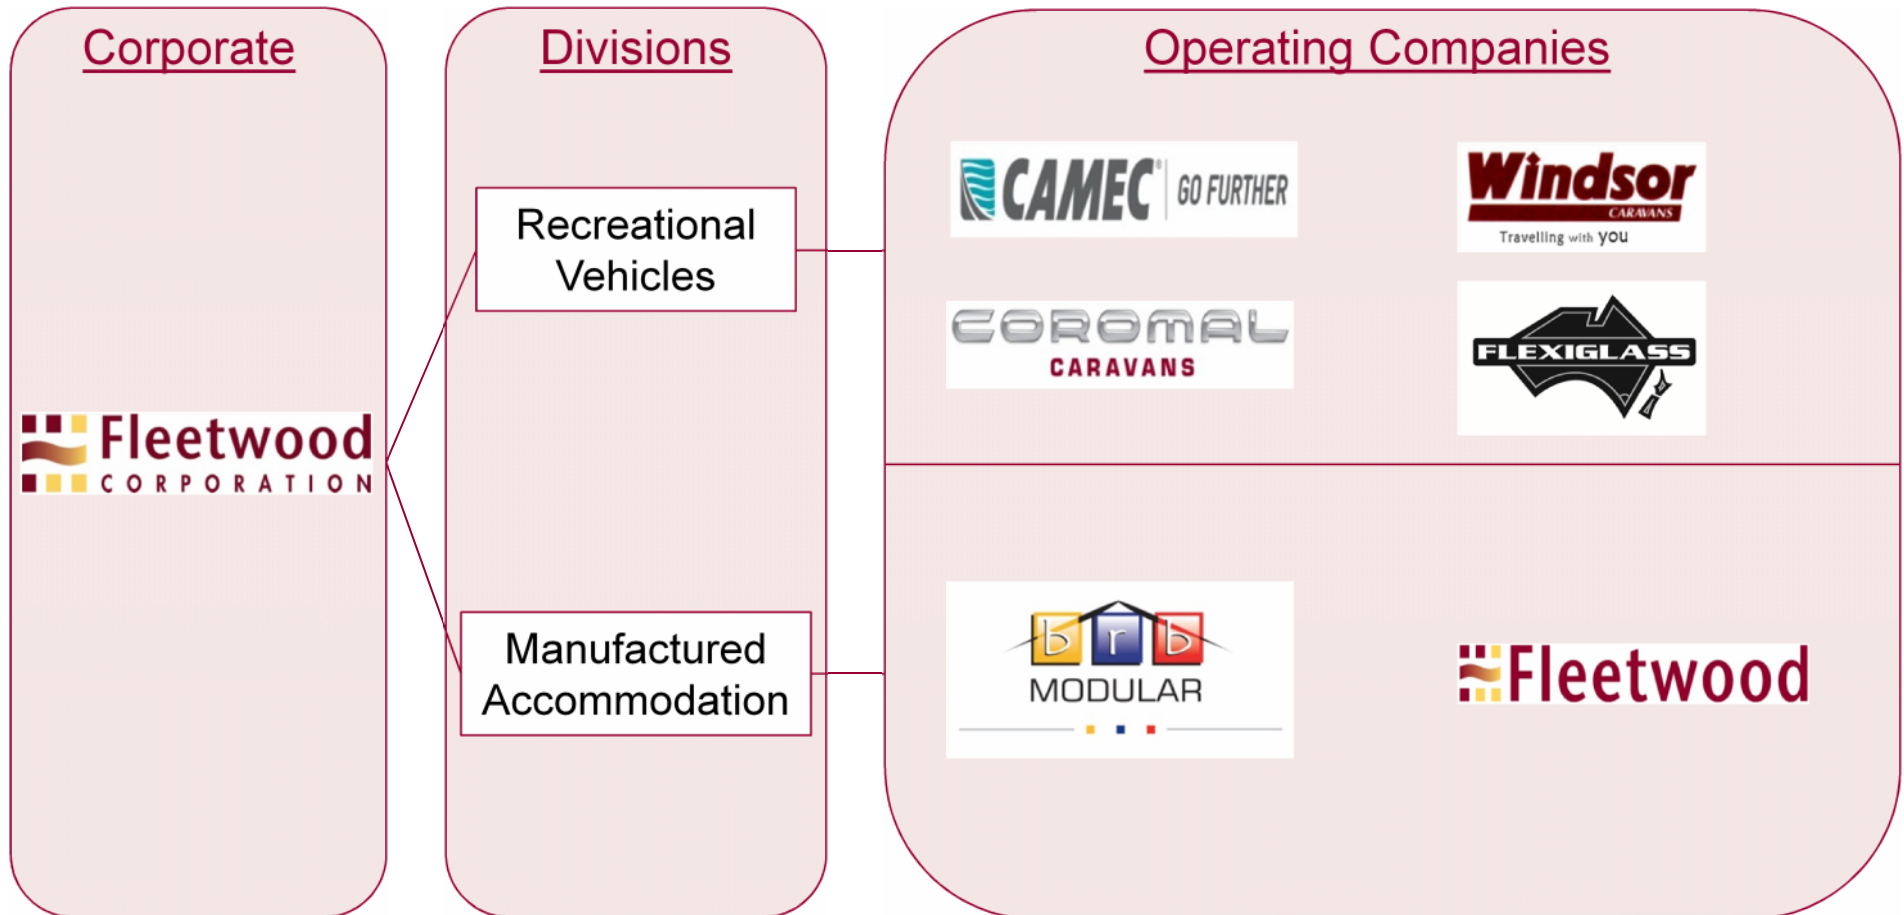 Corporate
Divisions
Operating Companies
Recreational
Vehicles
CAMEC® GO FURTHER
Windsor
CARAVANS
Travelling with you
COROMAL
CARAVANS
FLEXIGLASS
Fleetwood
CORPORATION
Manufactured
Accommodation
brb
MODULAR
Fleetwood